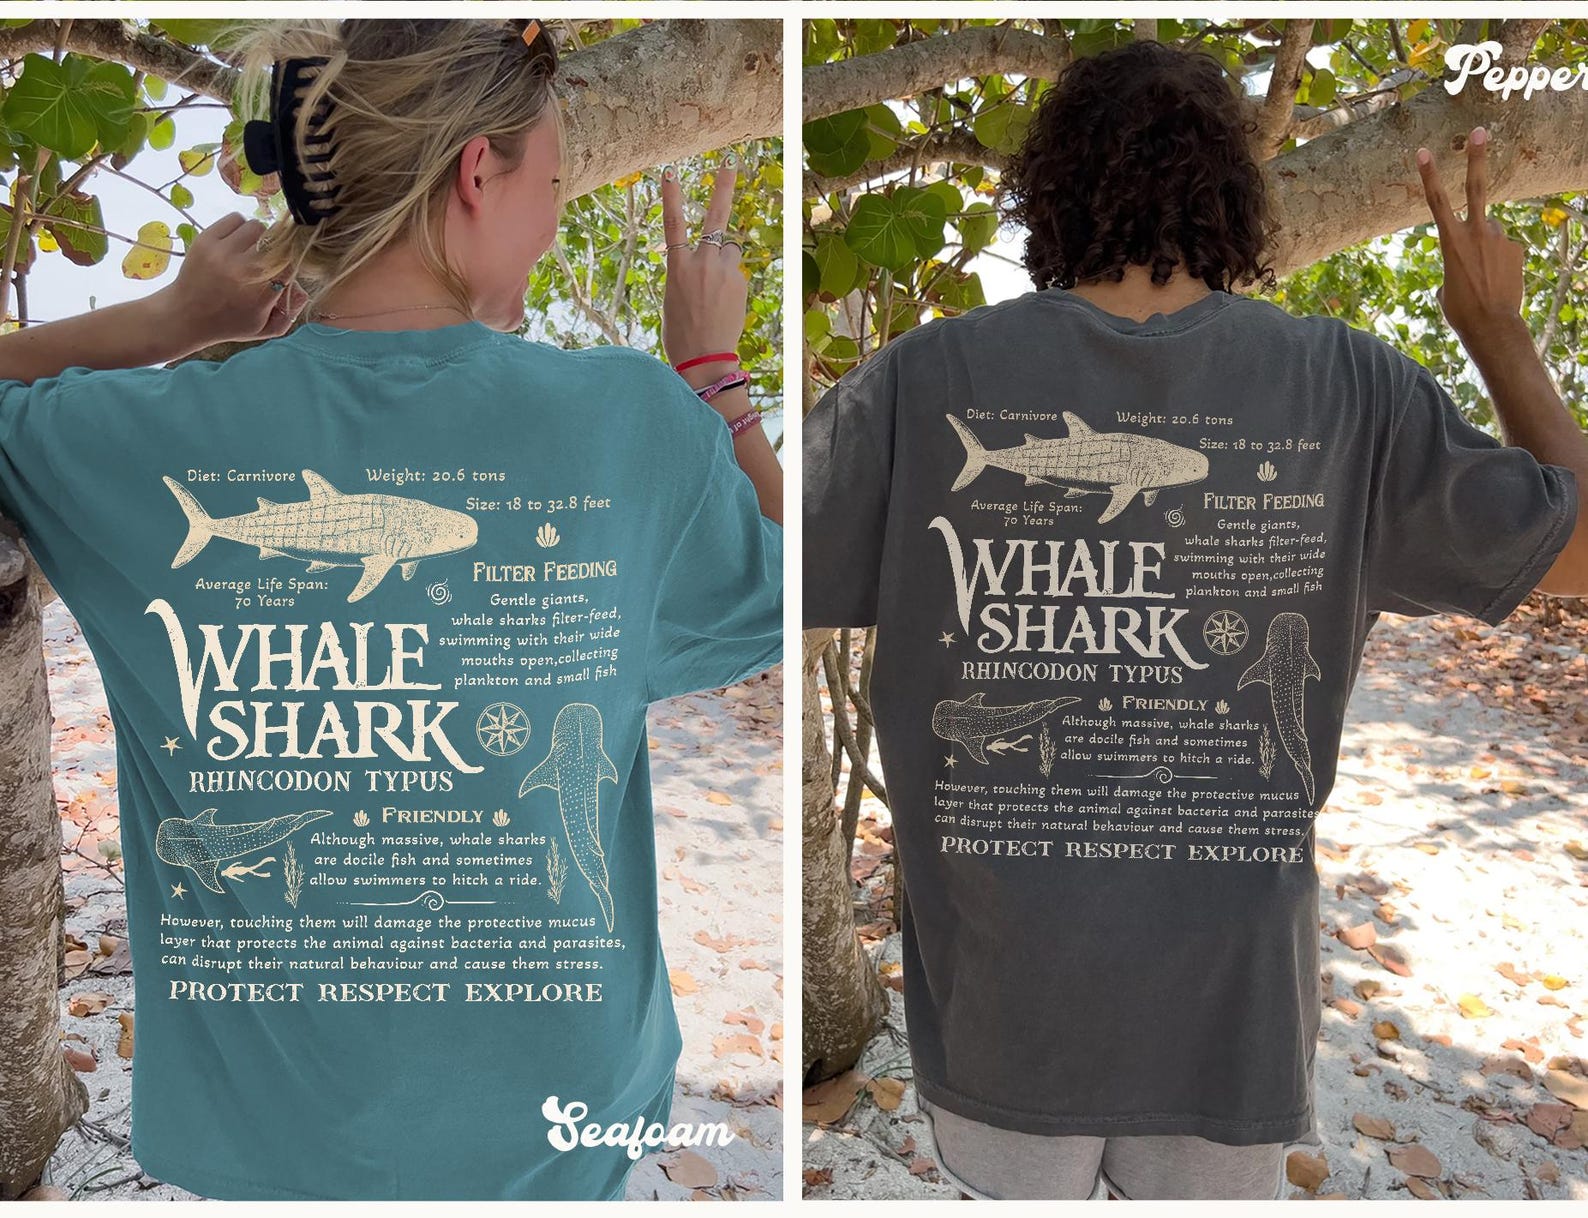 Diet: Carnivore
Weight: 20.6 tons
Size: 18 to 32.8 feet
Average Life Span:
70 Years
FILTER FEEDING
Gentle giants,
whale sharks filter-feed,
swimming with their wide
mouths open,collecting
plankton and small fish
WHALE
SHARK
RHINCODON TYPUS
FRIENDLY
Although massive, whale sharks
are docile fish and sometimes
allow swimmers to hitch a ride.
However, touching them will damage the protective mucus
layer that protects the animal against bacteria and parasites,
can disrupt their natural behaviour and cause them stress.
PROTECT RESPECT EXPLORE
Seafoam
Pepper
Diet: Carnivore
Weight: 20.6 tons
Size: 18 to 32.8 feet
Average Life Span:
70 Years
FILTER FEEDING
Gentle giants,
whale sharks filter-feed,
swimming with their wide
mouths open,collecting
plankton and small fish
WHALE
SHARK
RHINCODON TYPUS
FRIENDLY
Although massive, whale sharks
are docile fish and sometimes
allow swimmers to hitch a ride.
However, touching them will damage the protective mucus
layer that protects the animal against bacteria and parasites
can disrupt their natural behaviour and cause them stress.
PROTECT RESPECT EXPLORE